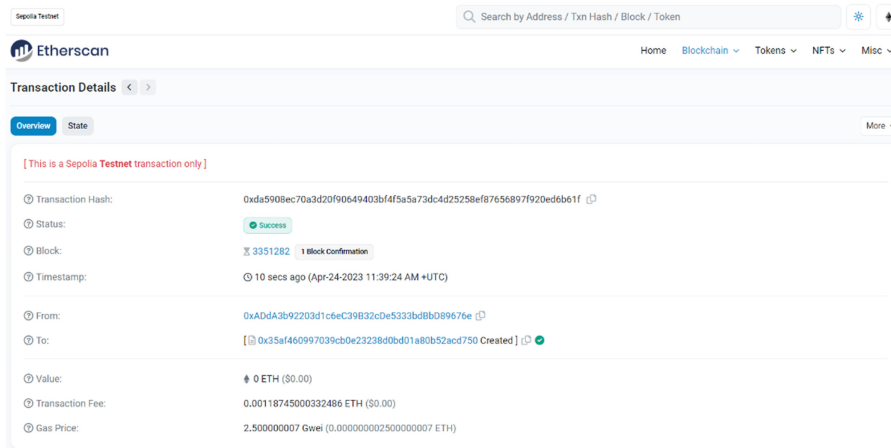 Sepolia Testnet
Search by Address / Txn Hash / Block / Token
Etherscan
Home Blockchain Tokens NFTs Misc
Transaction Details
Overview State More
[ This is a Sepolia Testnet transaction only ]
Transaction Hash: 0xda5908ec70a3d20f90649403bf4f5a5a73dc4d25258ef87656897f920ed6b61f
Status: Success
Block: 3351282 1 Block Confirmation
Timestamp: 10 secs ago (Apr-24-2023 11:39:24 AM +UTC)
From: 0xADdA3b92203d1c6eC39B32cDe5333bdBbD89676e
To: [ 0x35af460997039cb0e23238d0bd01a80b52acd750 Created ]
Value: 0 ETH ($0.00)
Transaction Fee: 0.00118745000332486 ETH ($0.00)
Gas Price: 2.500000007 Gwei (0.000000002500000007 ETH)